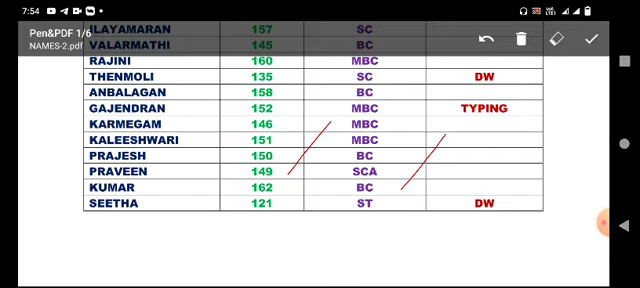 7:54
Pen&PDF 1/6
NAMES-2.pdf
ILAYAMARAN 157 SC
VALARMATHI 145 BC
RAJINI 160 MBC
THENMOLI 135 SC DW
ANBALAGAN 158 BC
GAJENDRAN 152 MBC TYPING
KARMEGAM 146 MBC
KALEESHWARI 151 MBC
PRAJESH 150 BC
PRAVEEN 149 SCA
KUMAR 162 BC
SEETHA 121 ST DW